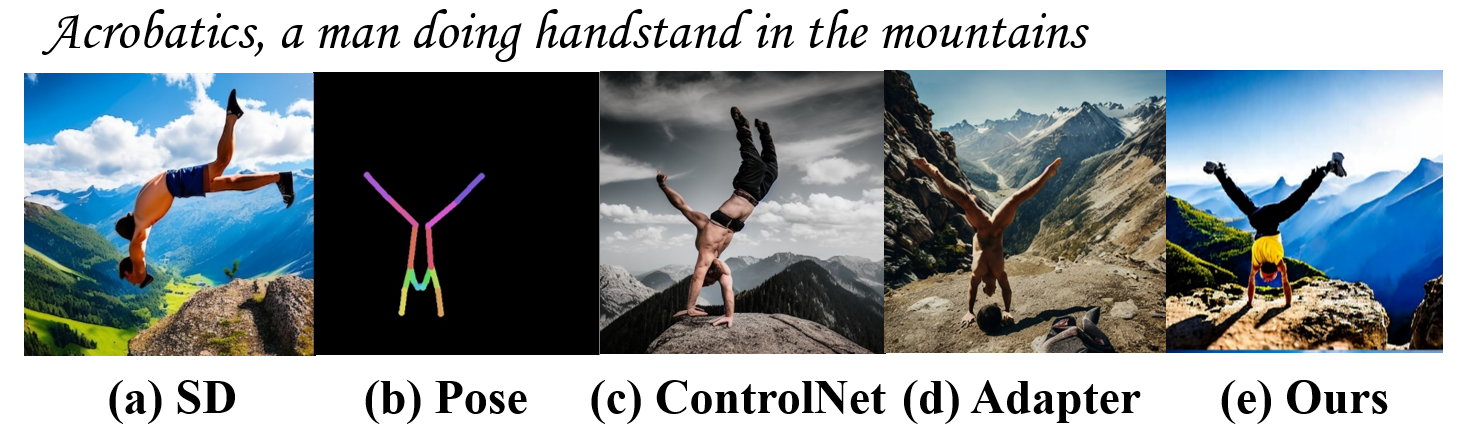 Acrobatics, a man doing handstand in the mountains
(a) SD (b) Pose (c) ControlNet (d) Adapter (e) Ours